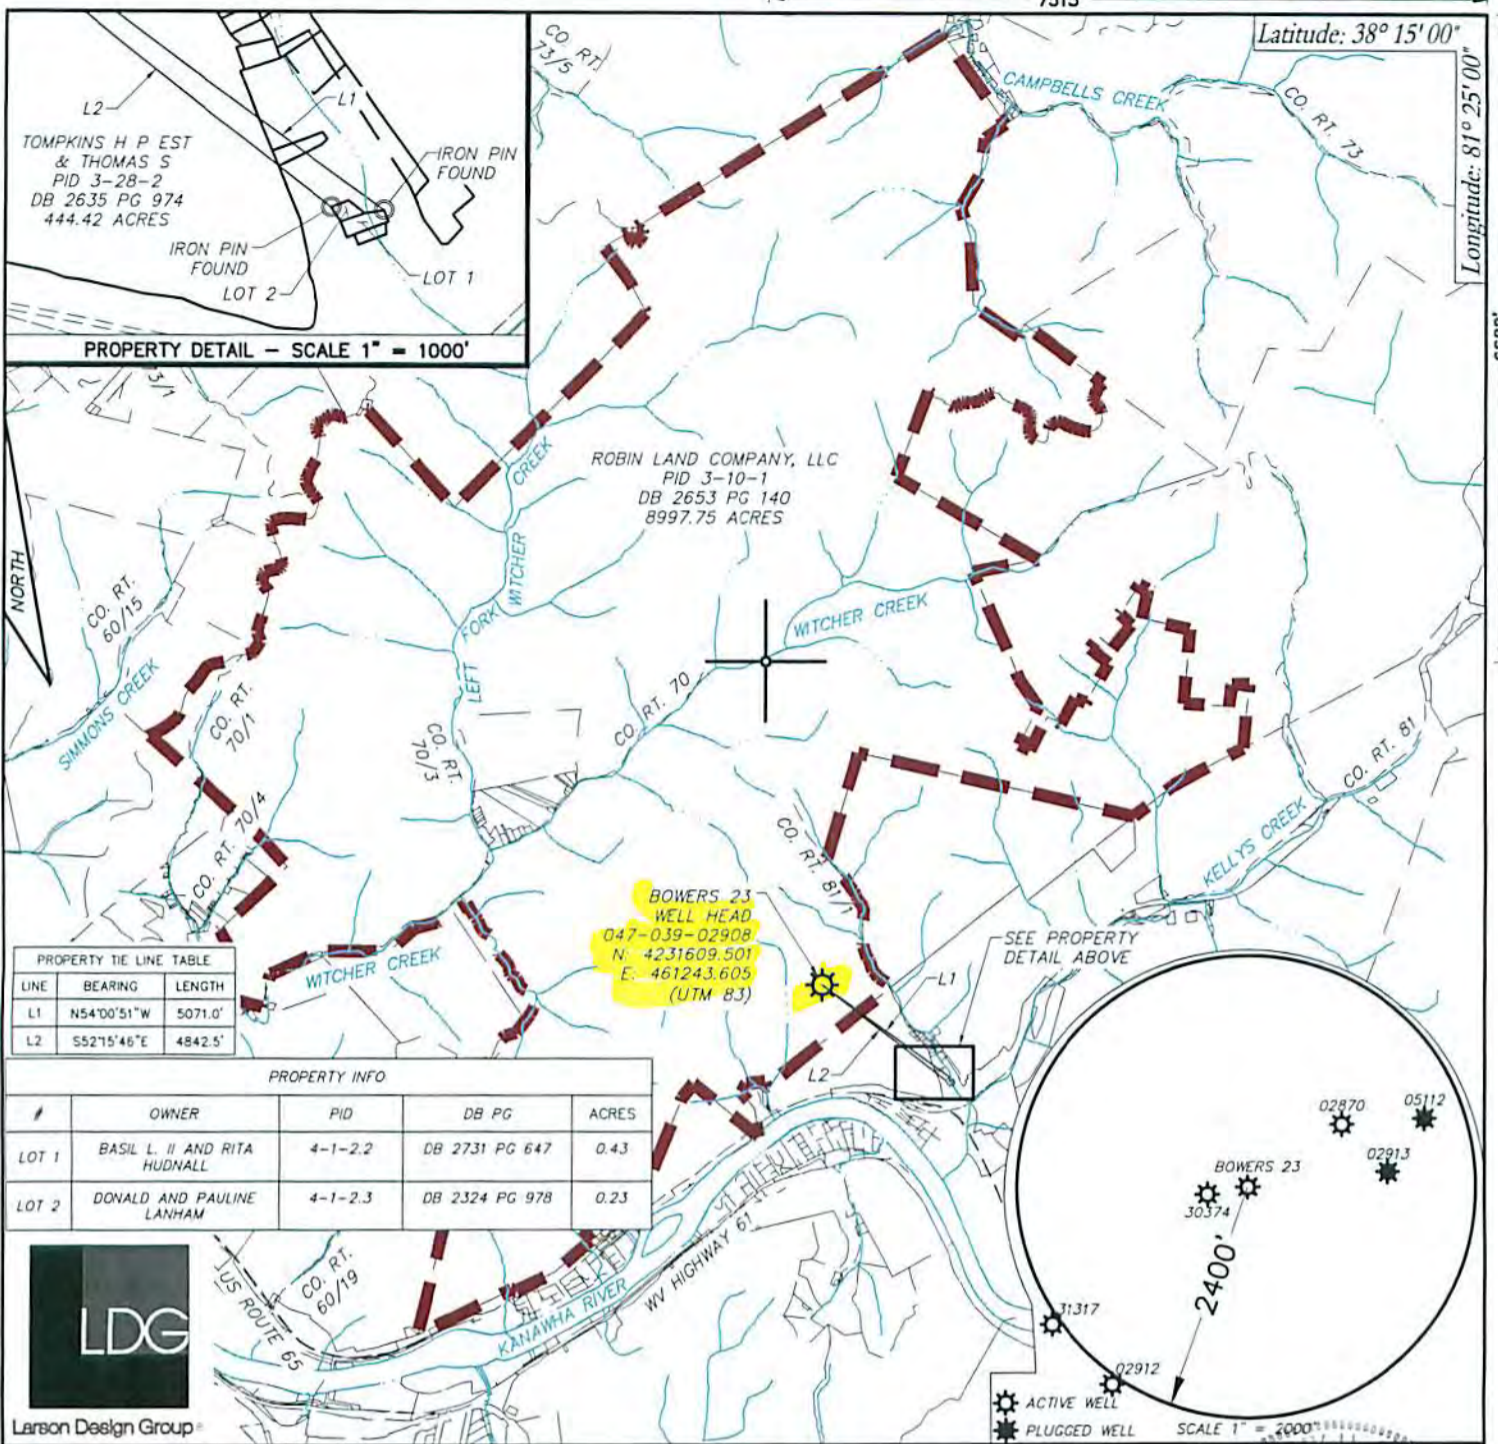 7513'
Latitude: 38° 15' 00"
Longitude: 81° 25' 00"
L2
L1
TOMPKINS H P EST
& THOMAS S
PID 3-28-2
DB 2635 PG 974
444.42 ACRES
IRON PIN
FOUND
IRON PIN
FOUND
LOT 2
LOT 1
PROPERTY DETAIL - SCALE 1" = 1000'
CO. RT.
73/5
CAMPBELLS CREEK
CO. RT. 73
NORTH
ROBIN LAND COMPANY, LLC
PID 3-10-1
DB 2653 PG 140
8997.75 ACRES
LEFT FORK WITCHER CREEK
CO. RT.
60/15
SIMMONS CREEK
CO. RT.
70/1
CO. RT.
70/3
CO. RT. 70
WITCHER CREEK
CO. RT. 70/4
CO. RT. 81/1
CO. RT. 81
KELLYS CREEK
BOWERS 23
WELL HEAD
047-039-02908
N: 4231609.501
E: 461243.605
(UTM 83)
SEE PROPERTY
DETAIL ABOVE
L1
L2
WITCHER CREEK
PROPERTY TIE LINE TABLE
LINE BEARING LENGTH
L1 N54°00'51"W 5071.0'
L2 S52°15'46"E 4842.5'
PROPERTY INFO
# OWNER PID DB PG ACRES
LOT 1 BASIL L. II AND RITA HUDNALL 4-1-2.2 DB 2731 PG 647 0.43
LOT 2 DONALD AND PAULINE LANHAM 4-1-2.3 DB 2324 PG 978 0.23
LDG
Larson Design Group
US ROUTE 65
CO. RT.
60/19
KANAWHA RIVER
WV HIGHWAY 61
02870
05112
02913
BOWERS 23
30374
2400'
31317
02912
ACTIVE WELL
PLUGGED WELL
SCALE 1" = 2000'